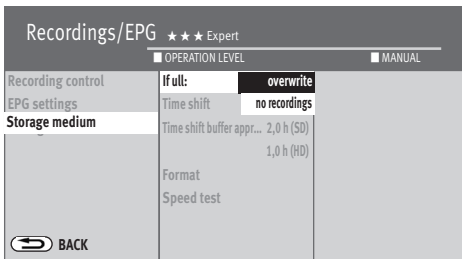 Recordings/EPG ★★★ Expert
OPERATION LEVEL MANUAL
Recording control If ull: overwrite
EPG settings Time shift no recordings
Storage medium Time shift buffer appr... 2,0 h (SD)
1,0 h (HD)
Format
Speed test
BACK